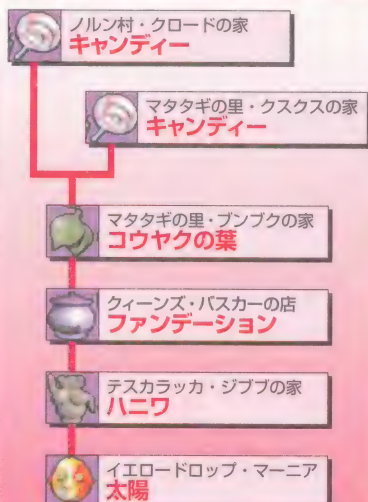 ノルン村・クロードの家
キャンディー
マタタギの里・クスクスの家
キャンディー
マタタギの里・ブンブクの家
コウヤクの葉
クィーンズ・バスカーの店
ファンデーション
テスカラッカ・ジブブの家
ハニワ
イエロードロップ・マーニア
太陽